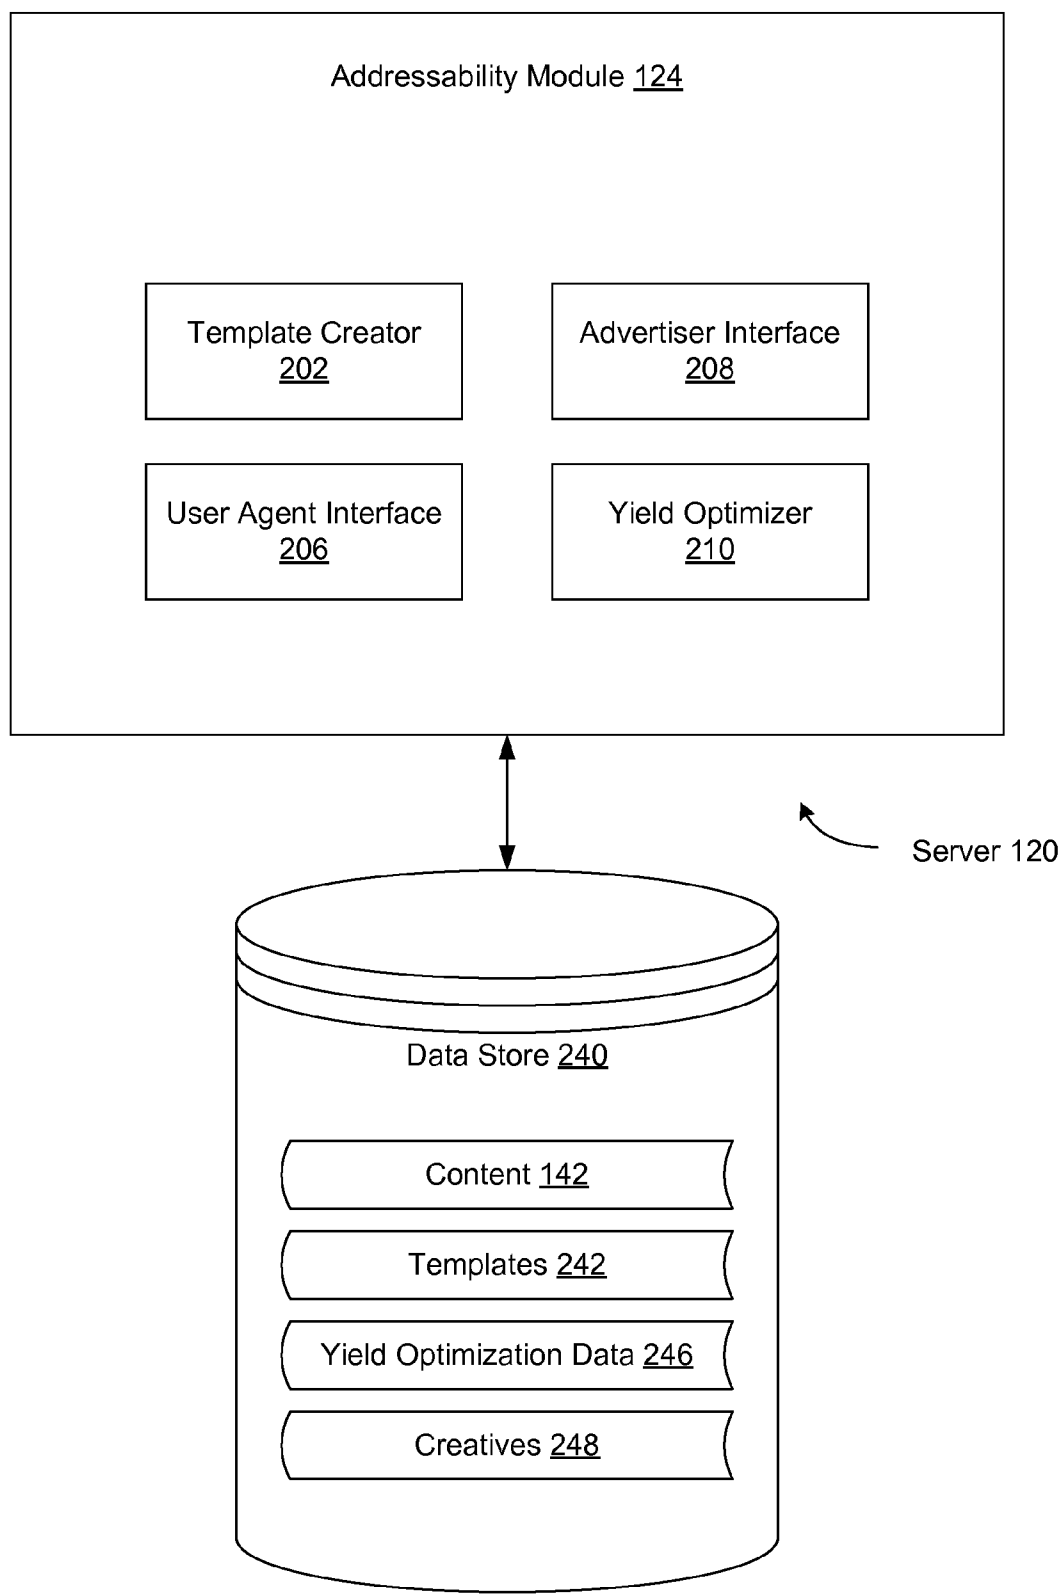 Addressability Module 124
Template Creator
202
Advertiser Interface
208
User Agent Interface
206
Yield Optimizer
210
Server 120
Data Store 240
Content 142
Templates 242
Yield Optimization Data 246
Creatives 248